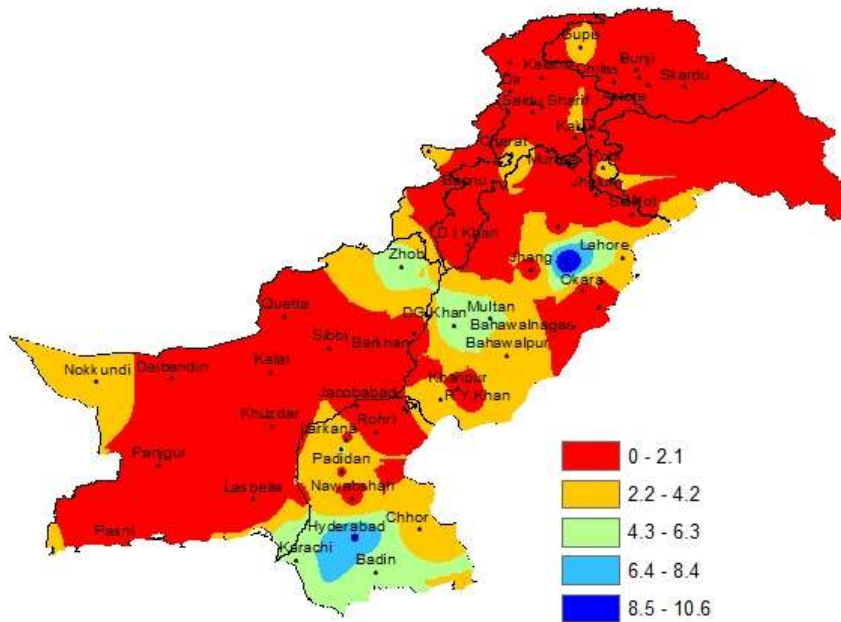 Gupis
Bunji
Chilas
Skardu
Dir
Astore
Saidu Sharif
Cherat
Bannu
Jhelum
Sialkot
D I Khan
Zhob
Lahore
Jhang
Okara
Quetta
DG Khan
Multan
Bahawalnagar
Sibbi
Barkhan
Bahawalpur
Nokkundi
Dalbandin
Kalat
Khanpur
R Y Khan
Jacobabad
Khuzdar
Larkana
Rohri
Panjgur
Padidan
Lasbella
Nawabshah
Pasni
Hyderabad
Chhor
Karachi
Badin
0 - 2.1
2.2 - 4.2
4.3 - 6.3
6.4 - 8.4
8.5 - 10.6